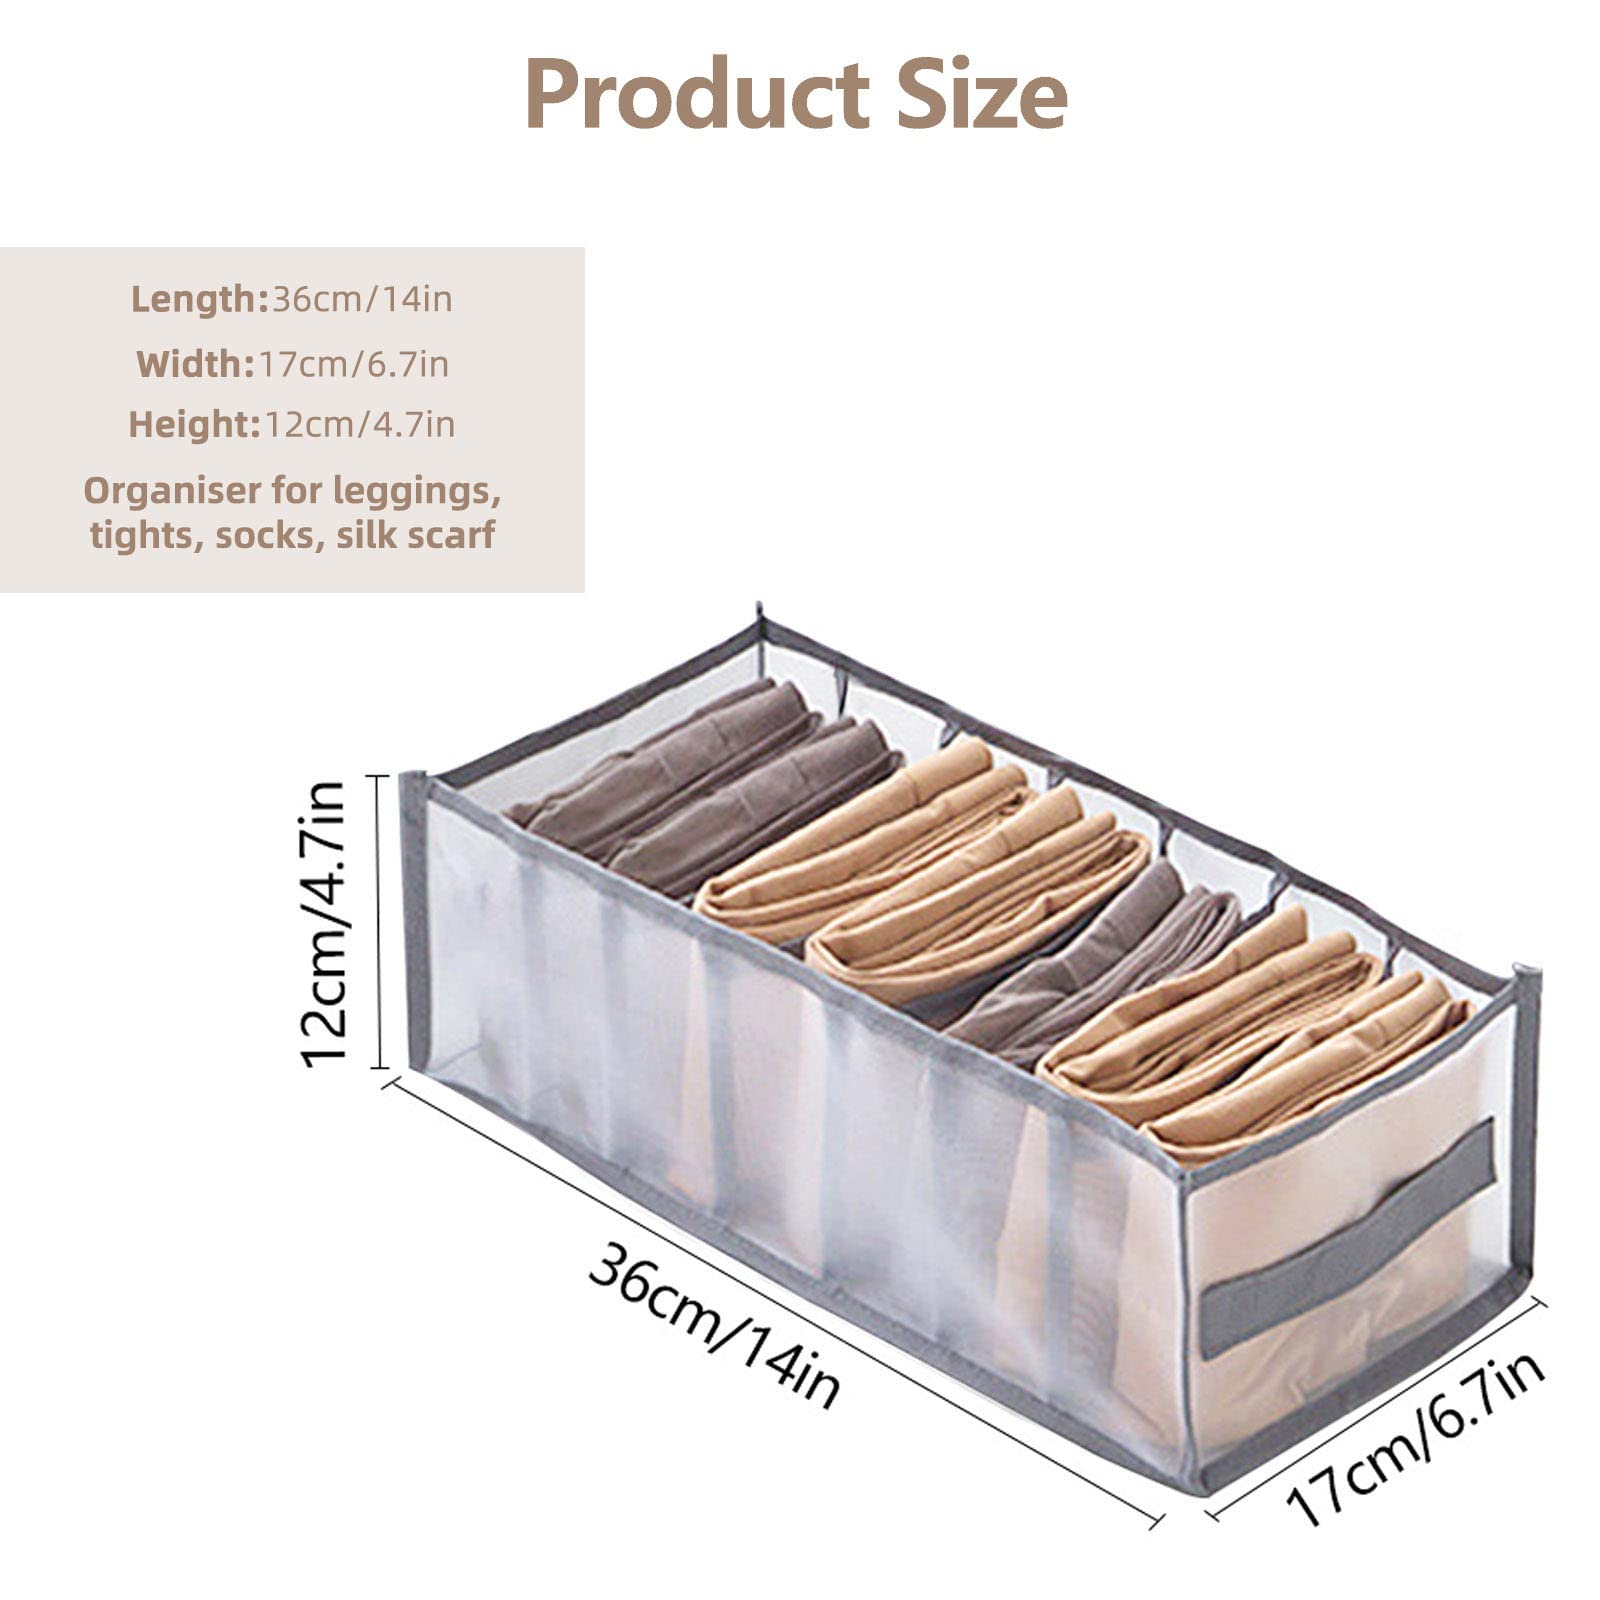 Product Size
Length:36cm/14in
Width:17cm/6.7in
Height:12cm/4.7in
Organiser for leggings,
tights, socks, silk scarf
12cm/4.7in
36cm/14in
17cm/6.7in